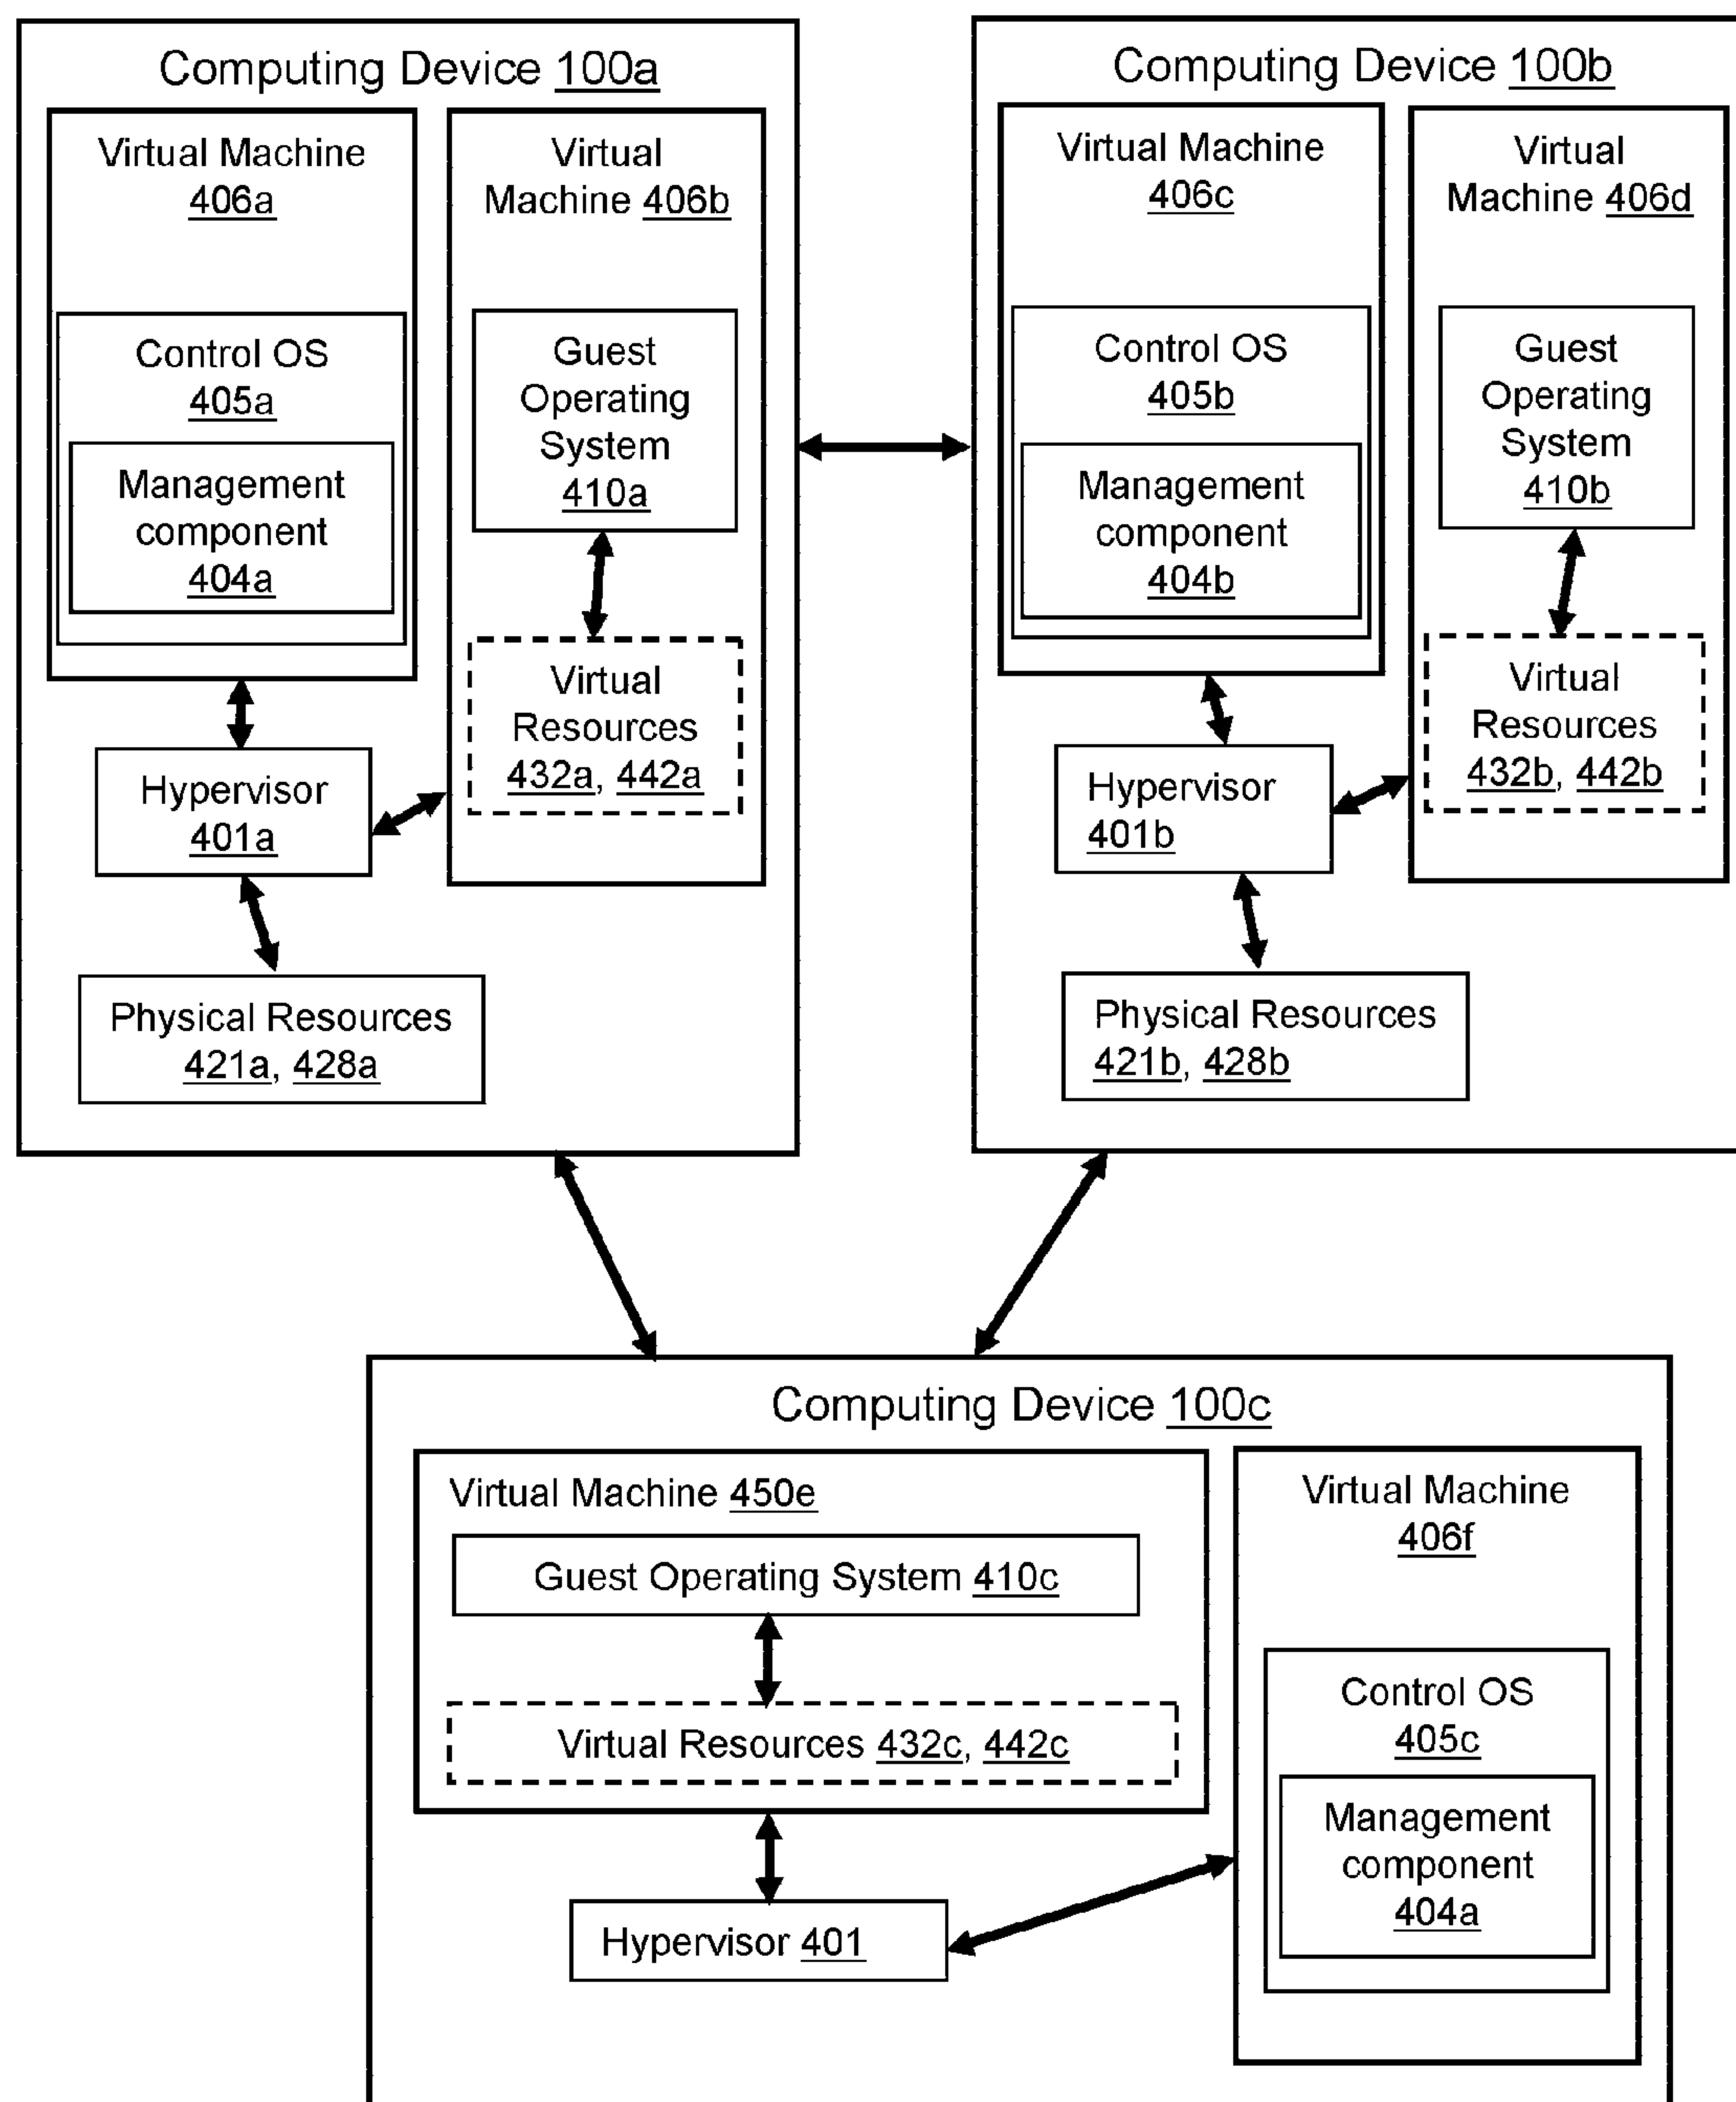 Computing Device 100a
Virtual Machine
406a
Control OS
405a
Management
component
404a
Virtual
Machine 406b
Guest
Operating
System
410a
Virtual
Resources
432a, 442a
Hypervisor
401a
Physical Resources
421a, 428a
Computing Device 100b
Virtual Machine
406c
Control OS
405b
Management
component
404b
Virtual
Machine 406d
Guest
Operating
System
410b
Virtual
Resources
432b, 442b
Hypervisor
401b
Physical Resources
421b, 428b
Computing Device 100c
Virtual Machine 450e
Guest Operating System 410c
Virtual Resources 432c, 442c
Hypervisor 401
Virtual Machine
406f
Control OS
405c
Management
component
404a